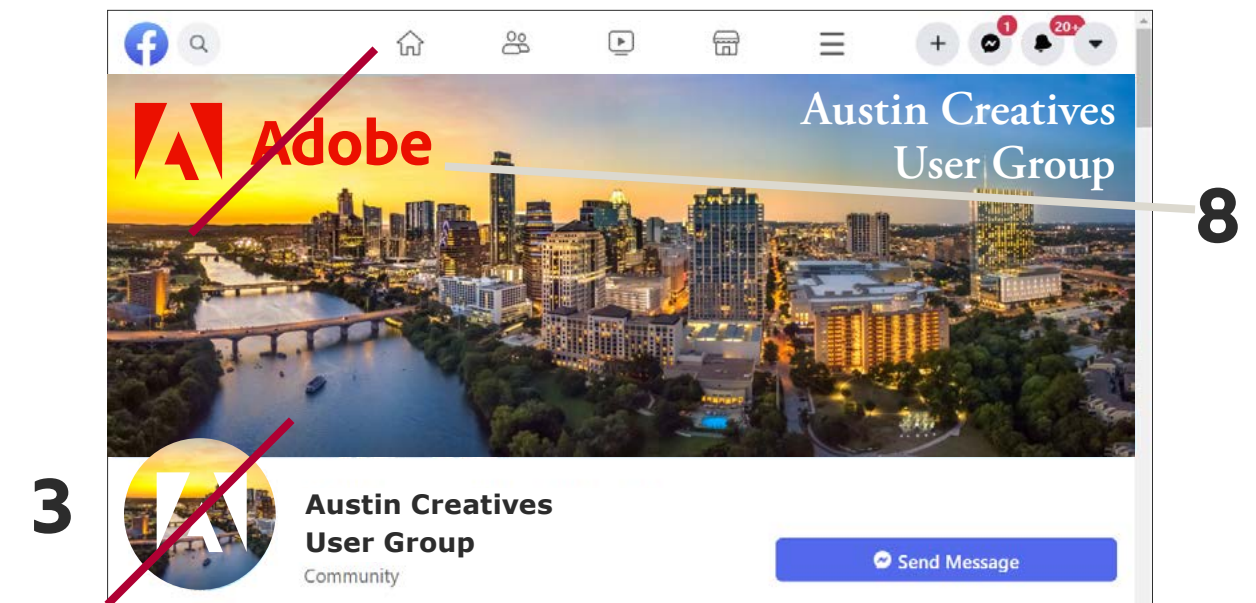 1
20+
Adobe
Austin Creatives
User Group
8
3
Austin Creatives
User Group
Community
Send Message